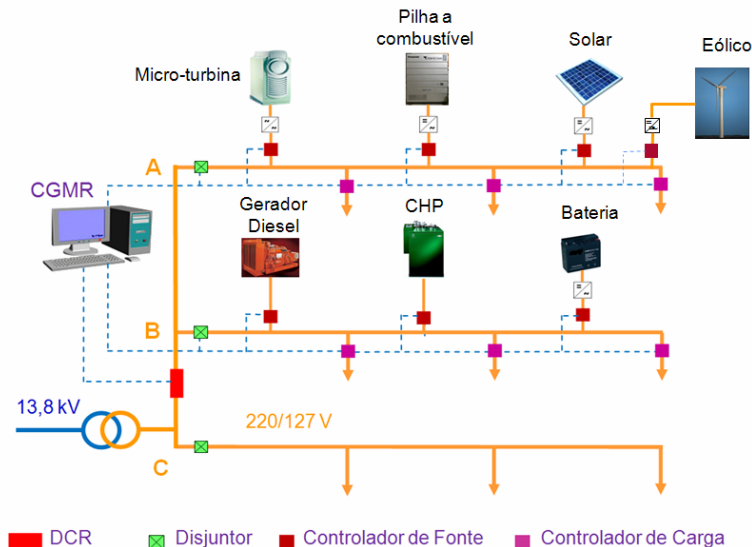 Pilha a
combustível
Solar
Eólico
Micro-turbina
A
CGMR
Gerador
Diesel
CHP
Bateria
B
13,8 kV
220/127 V
C
DCR
Disjuntor
Controlador de Fonte
Controlador de Carga